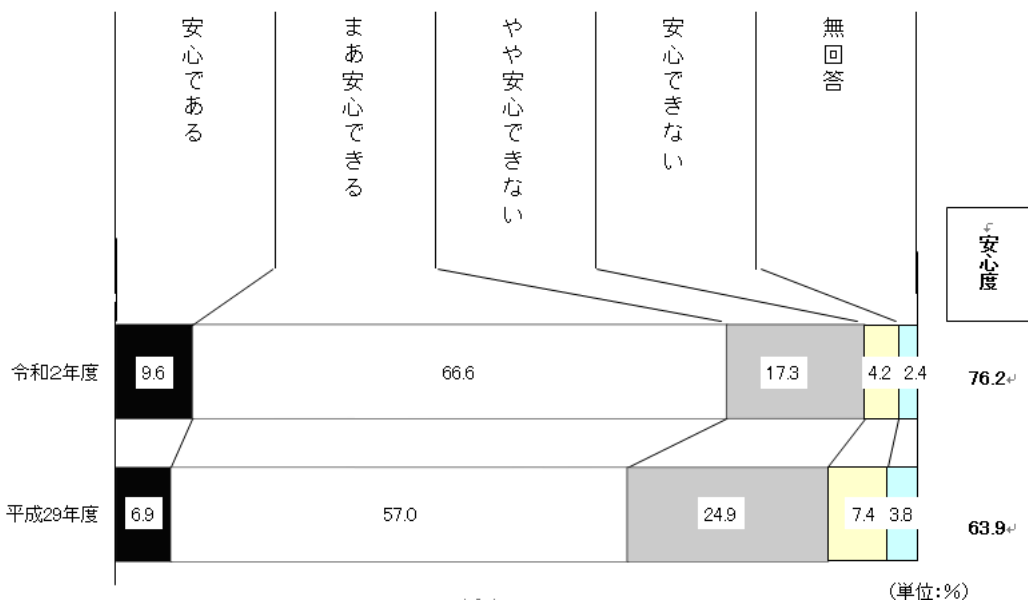 安心である
まあ安心できる
やや安心できない
安心できない
無回答
安心度
令和2年度
9.6
66.6
17.3
4.2
2.4
76.2
平成29年度
6.9
57.0
24.9
7.4
3.8
63.9
(単位:%)